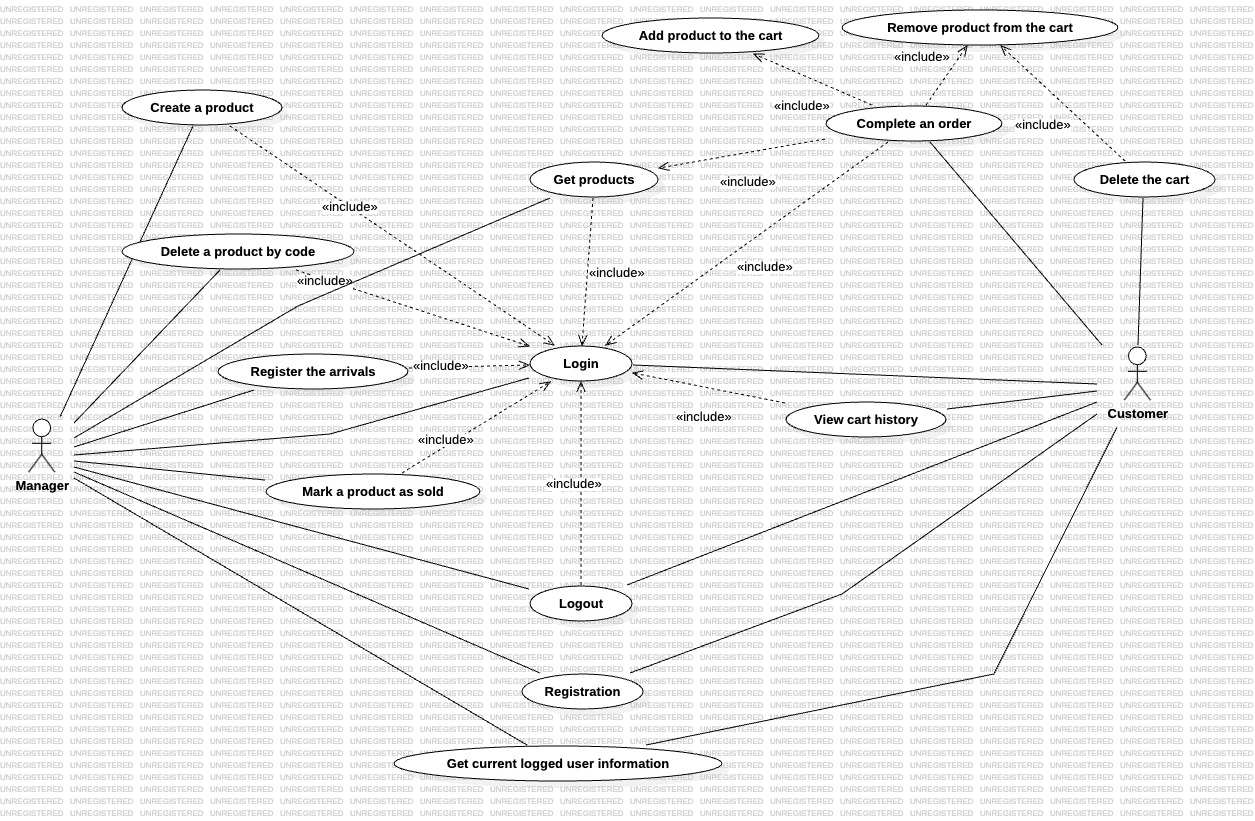 Add product to the cart
Remove product from the cart
«include»
Create a product
«include»
Complete an order
«include»
Get products
«include»
Delete the cart
«include»
Delete a product by code
«include»
«include»
«include»
Login
Register the arrivals
«include»
Customer
«include»
View cart history
Manager
«include»
Mark a product as sold
«include»
Logout
Registration
Get current logged user information
UNREGISTERED